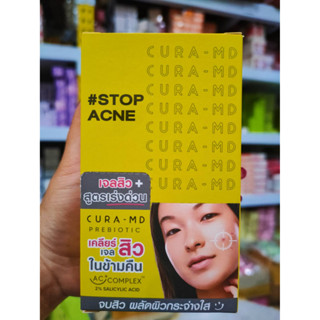 CURA-MD
CURA-MD
CURA-MD
CURA-MD
CURA-MD
CURA-MD
CURA-MD
CURA-MD
#STOP
ACNE
เจลสิว +
สูตรเร่งด่วน
CURA-MD
PREBIOTIC
เคลียร์
เจล สิว
ในข้ามคืน
AC+COMPLEX™
2% SALICYLIC ACID
จบสิว ผลัดผิวกระจ่างใส